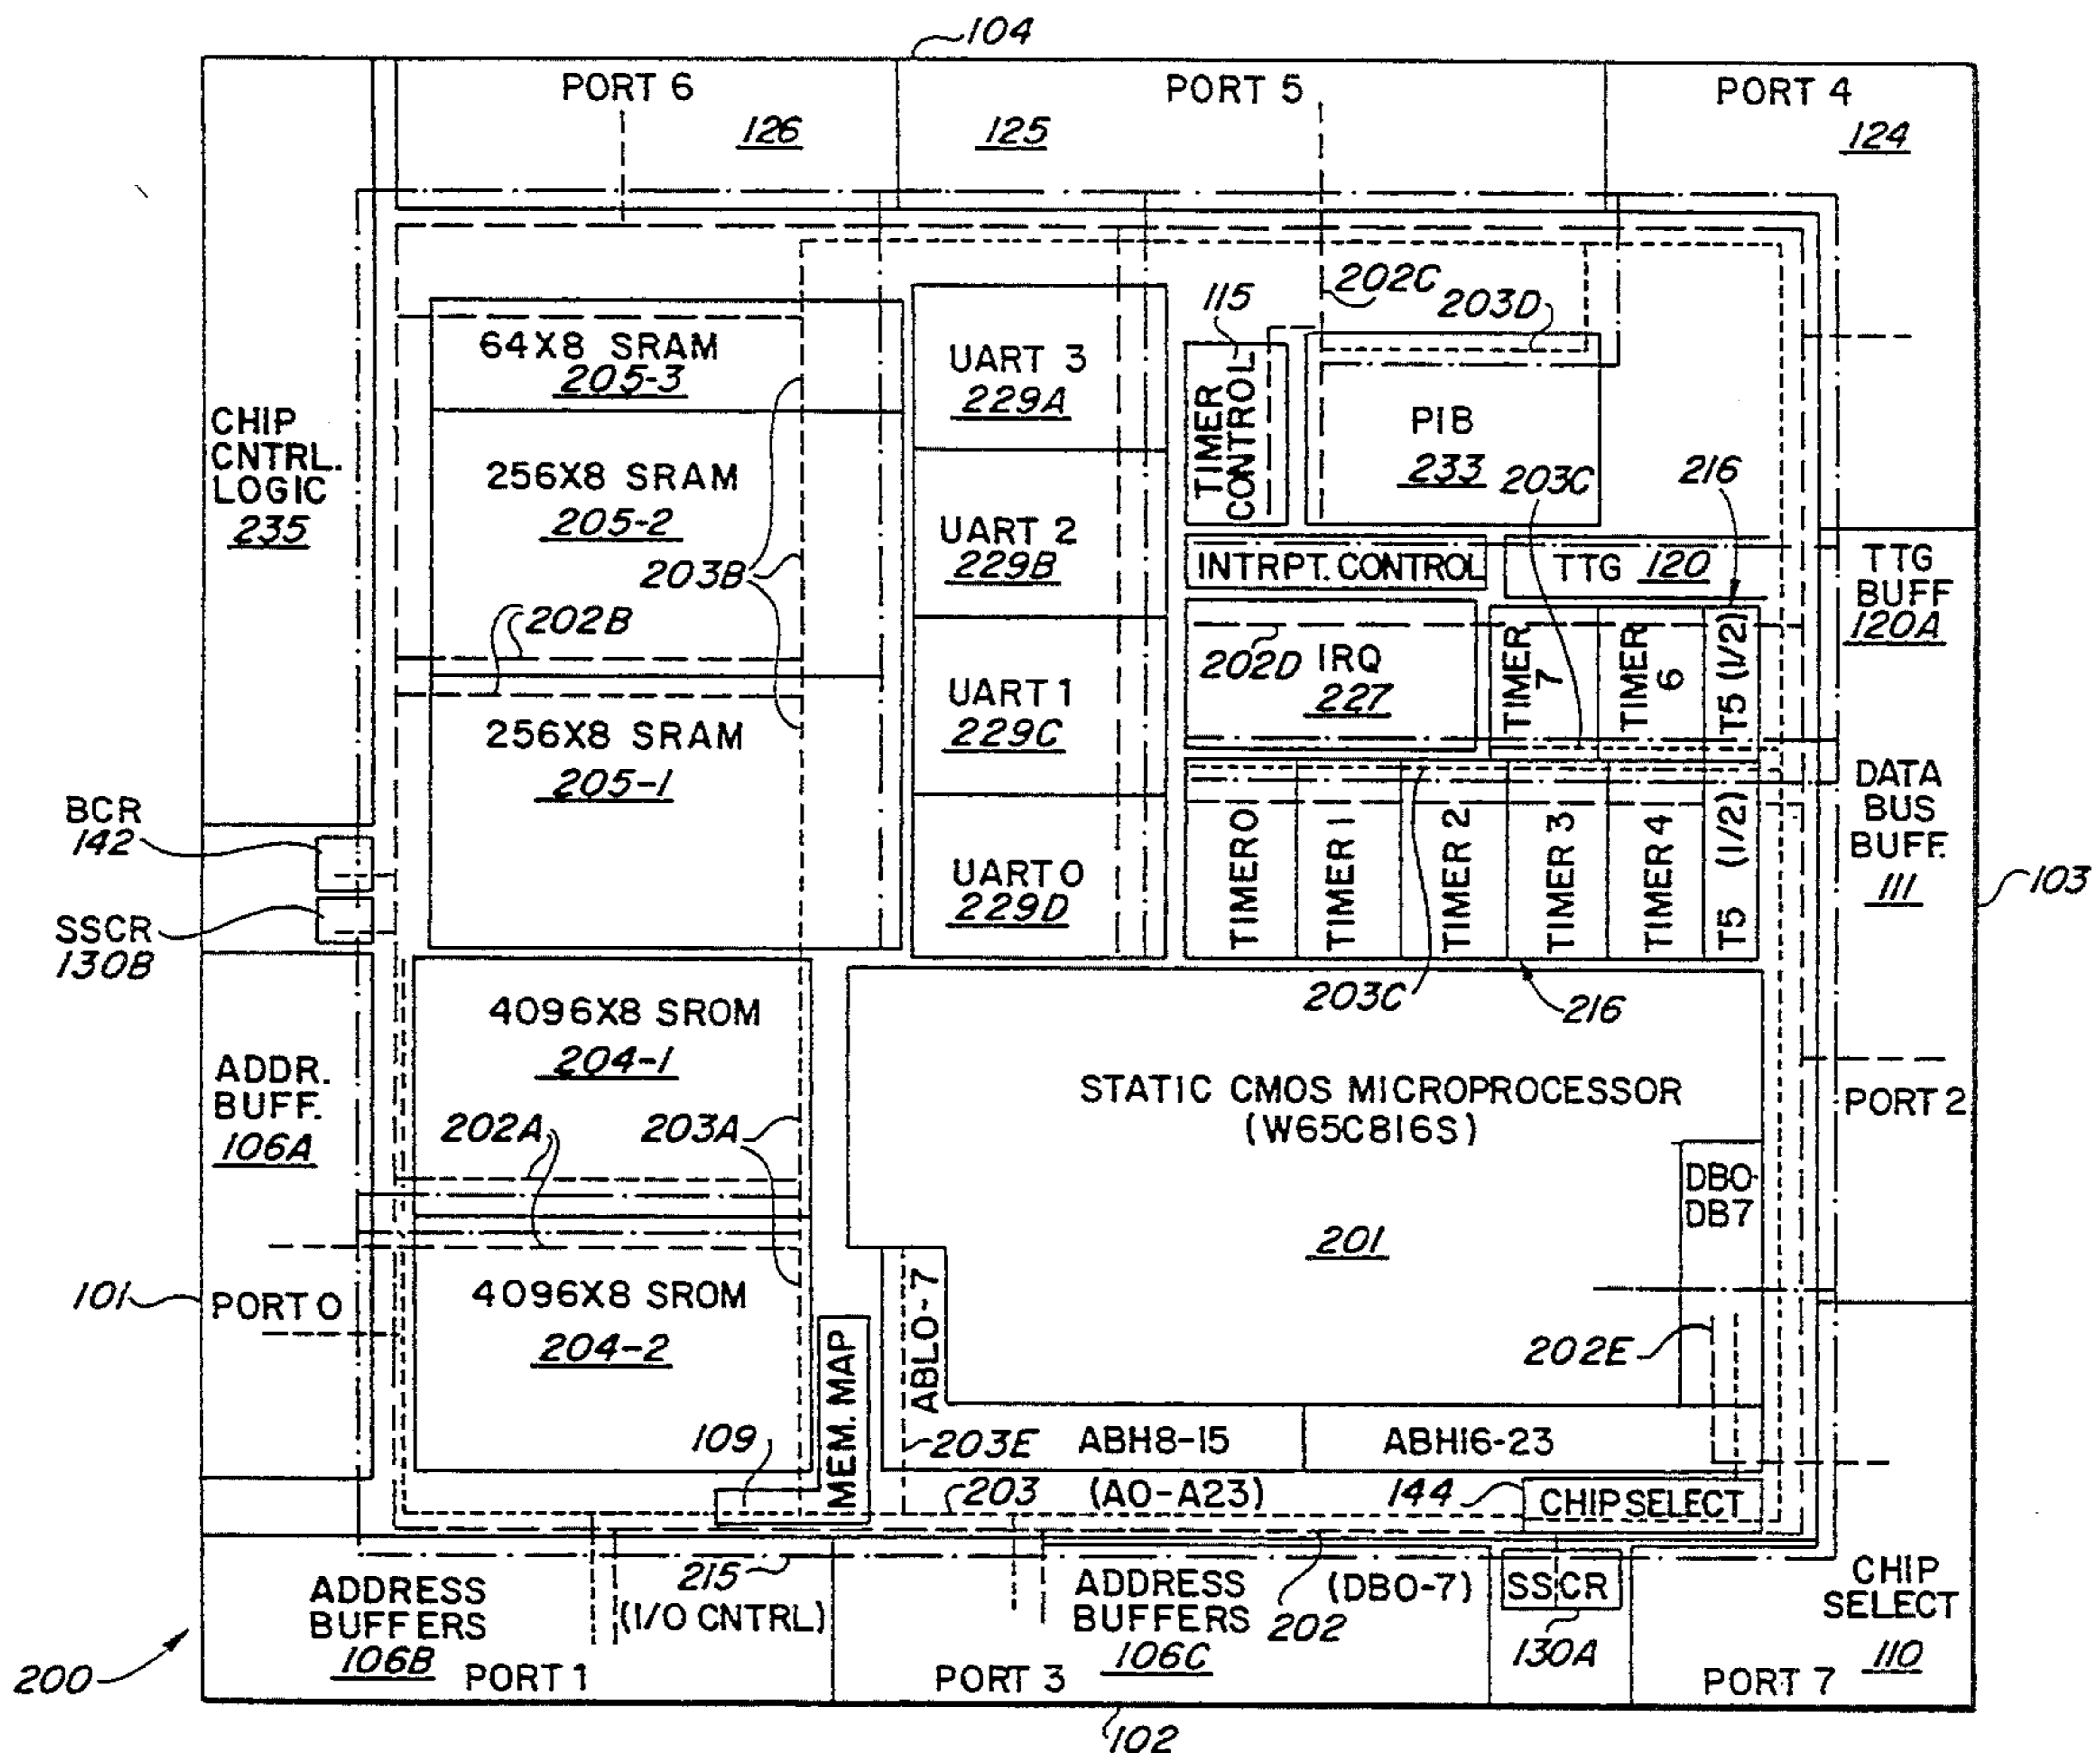 104
PORT 6
126
PORT 5
125
PORT 4
124
CHIP
CNTRL.
LOGIC
235
64X8 SRAM
205-3
256X8 SRAM
205-2
203B
202B
256X8 SRAM
205-1
UART 3
229A
UART 2
229B
UART 1
229C
UART 0
229D
115
TIMER
CONTROL
202C
203D
PIB
233
203C
216
INTRPT. CONTROL
TTG 120
TTG
BUFF
120A
202D
IRQ
227
TIMER 7
TIMER 6
T5 (1/2)
TIMER 0
TIMER 1
TIMER 2
TIMER 3
TIMER 4
T5 (1/2)
DATA
BUS
BUFF.
111
103
203C
216
BCR
142
SSCR
130B
ADDR.
BUFF.
106A
4096X8 SROM
204-1
202A
203A
STATIC CMOS MICROPROCESSOR
(W65C816S)
201
DB0-
DB7
PORT 2
101
PORT 0
4096X8 SROM
204-2
MEM. MAP
109
ABL0-7
202E
203E
ABH8-15
ABH16-23
203
(A0-A23)
144
CHIP SELECT
215
ADDRESS
BUFFERS
106B
(I/O CNTRL)
PORT 1
ADDRESS
BUFFERS
106C
(DB0-7)
202
PORT 3
SSCR
130A
CHIP
SELECT
110
PORT 7
200
102